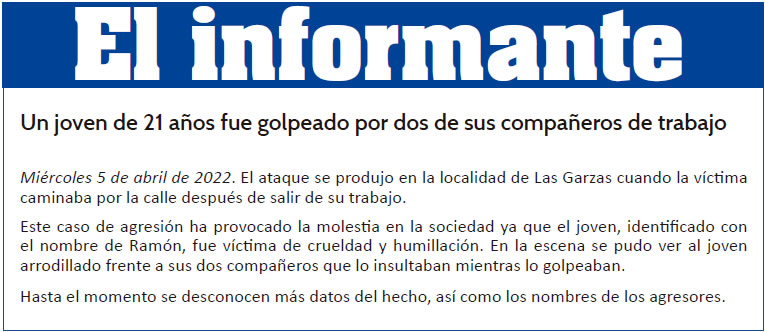 El informante
Un joven de 21 años fue golpeado por dos de sus compañeros de trabajo
Miércoles 5 de abril de 2022. El ataque se produjo en la localidad de Las Garzas cuando la víctima
caminaba por la calle después de salir de su trabajo.
Este caso de agresión ha provocado la molestia en la sociedad ya que el joven, identificado con
el nombre de Ramón, fue víctima de crueldad y humillación. En la escena se pudo ver al joven
arrodillado frente a sus dos compañeros que lo insultaban mientras lo golpeaban.
Hasta el momento se desconocen más datos del hecho, así como los nombres de los agresores.